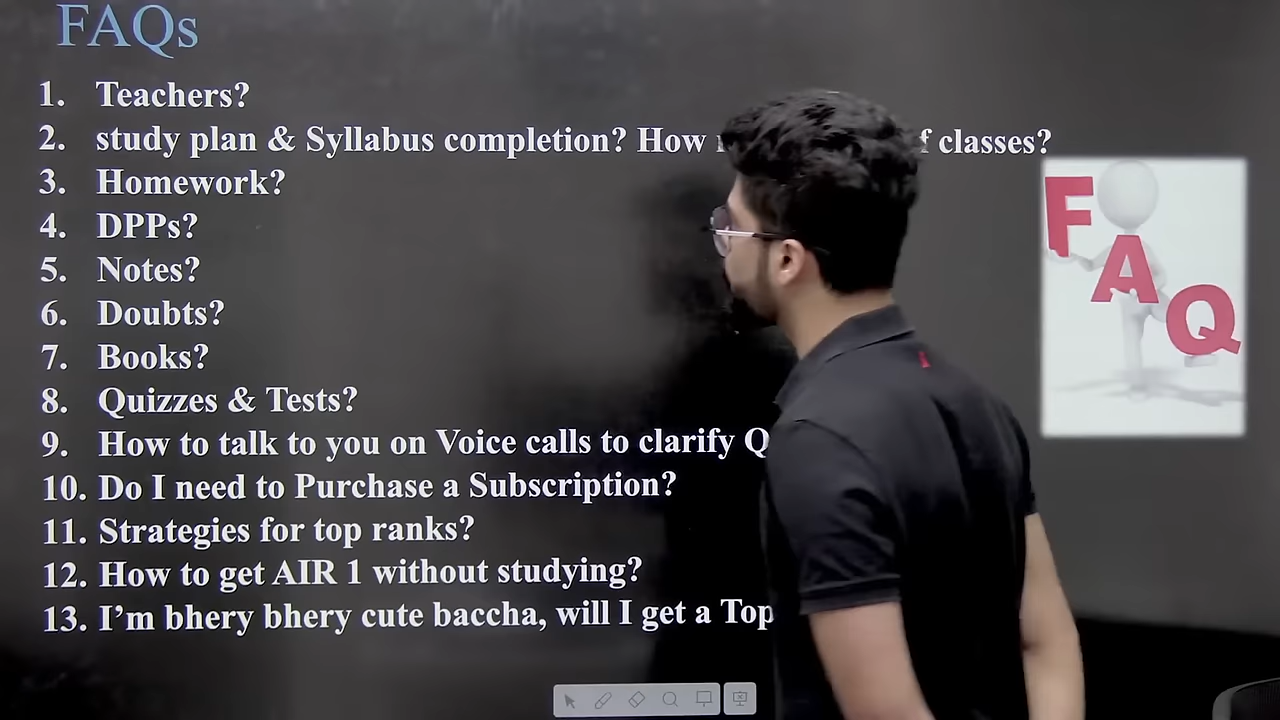 FAQs
1. Teachers?
2. study plan & Syllabus completion? How classes?
3. Homework?
4. DPPs?
5. Notes?
6. Doubts?
7. Books?
8. Quizzes & Tests?
9. How to talk to you on Voice calls to clarify
10. Do I need to Purchase a Subscription?
11. Strategies for top ranks?
12. How to get AIR 1 without studying?
13. I'm bhery bhery cute baccha, will I get a Top
FAQ